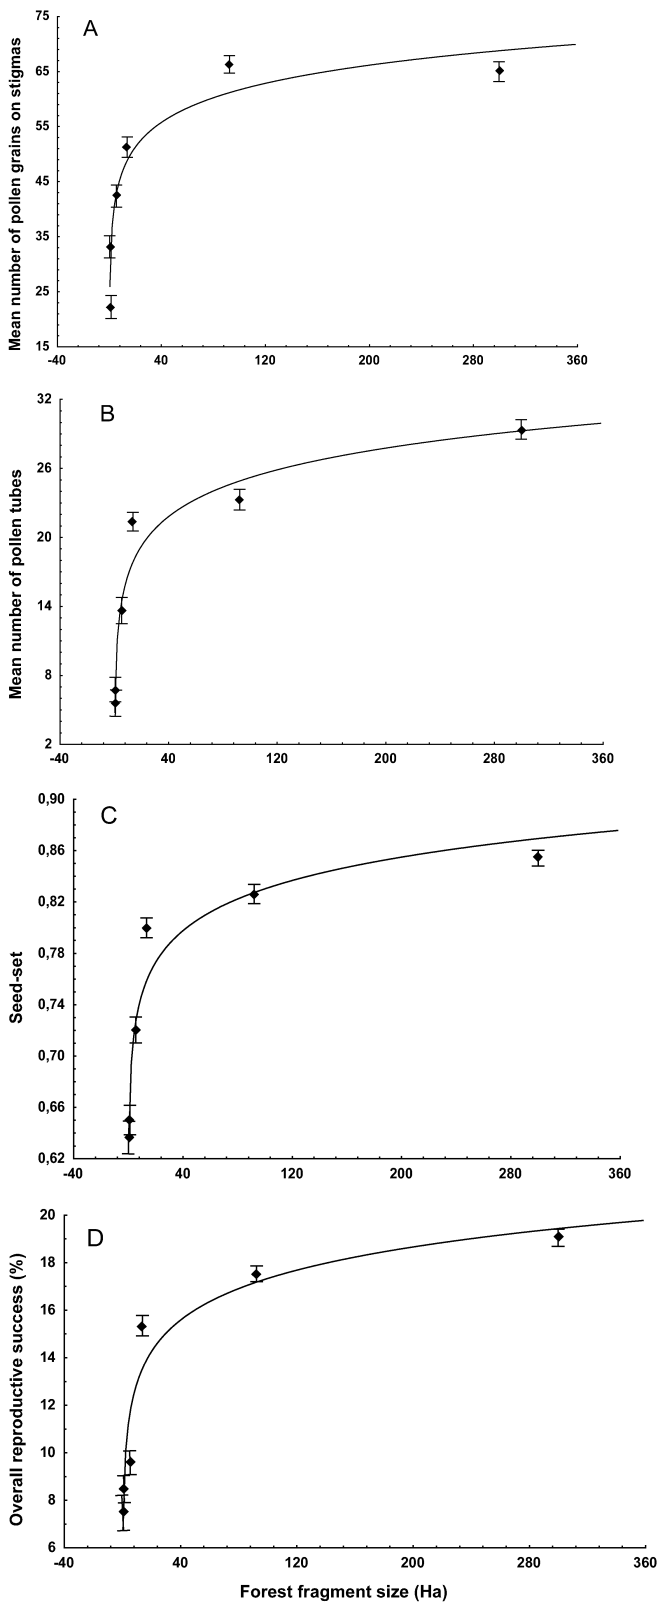 A
Mean number of pollen grains on stigmas
75
65
55
45
35
25
15
-40 40 120 200 280 360
B
Mean number of pollen tubes
32
26
20
14
8
2
-40 40 120 200 280 360
C
Seed-set
0,90
0,86
0,82
0,78
0,74
0,70
0,66
0,62
-40 40 120 200 280 360
D
Overall reproductive success (%)
20
18
16
14
12
10
8
6
-40 40 120 200 280 360
Forest fragment size (Ha)